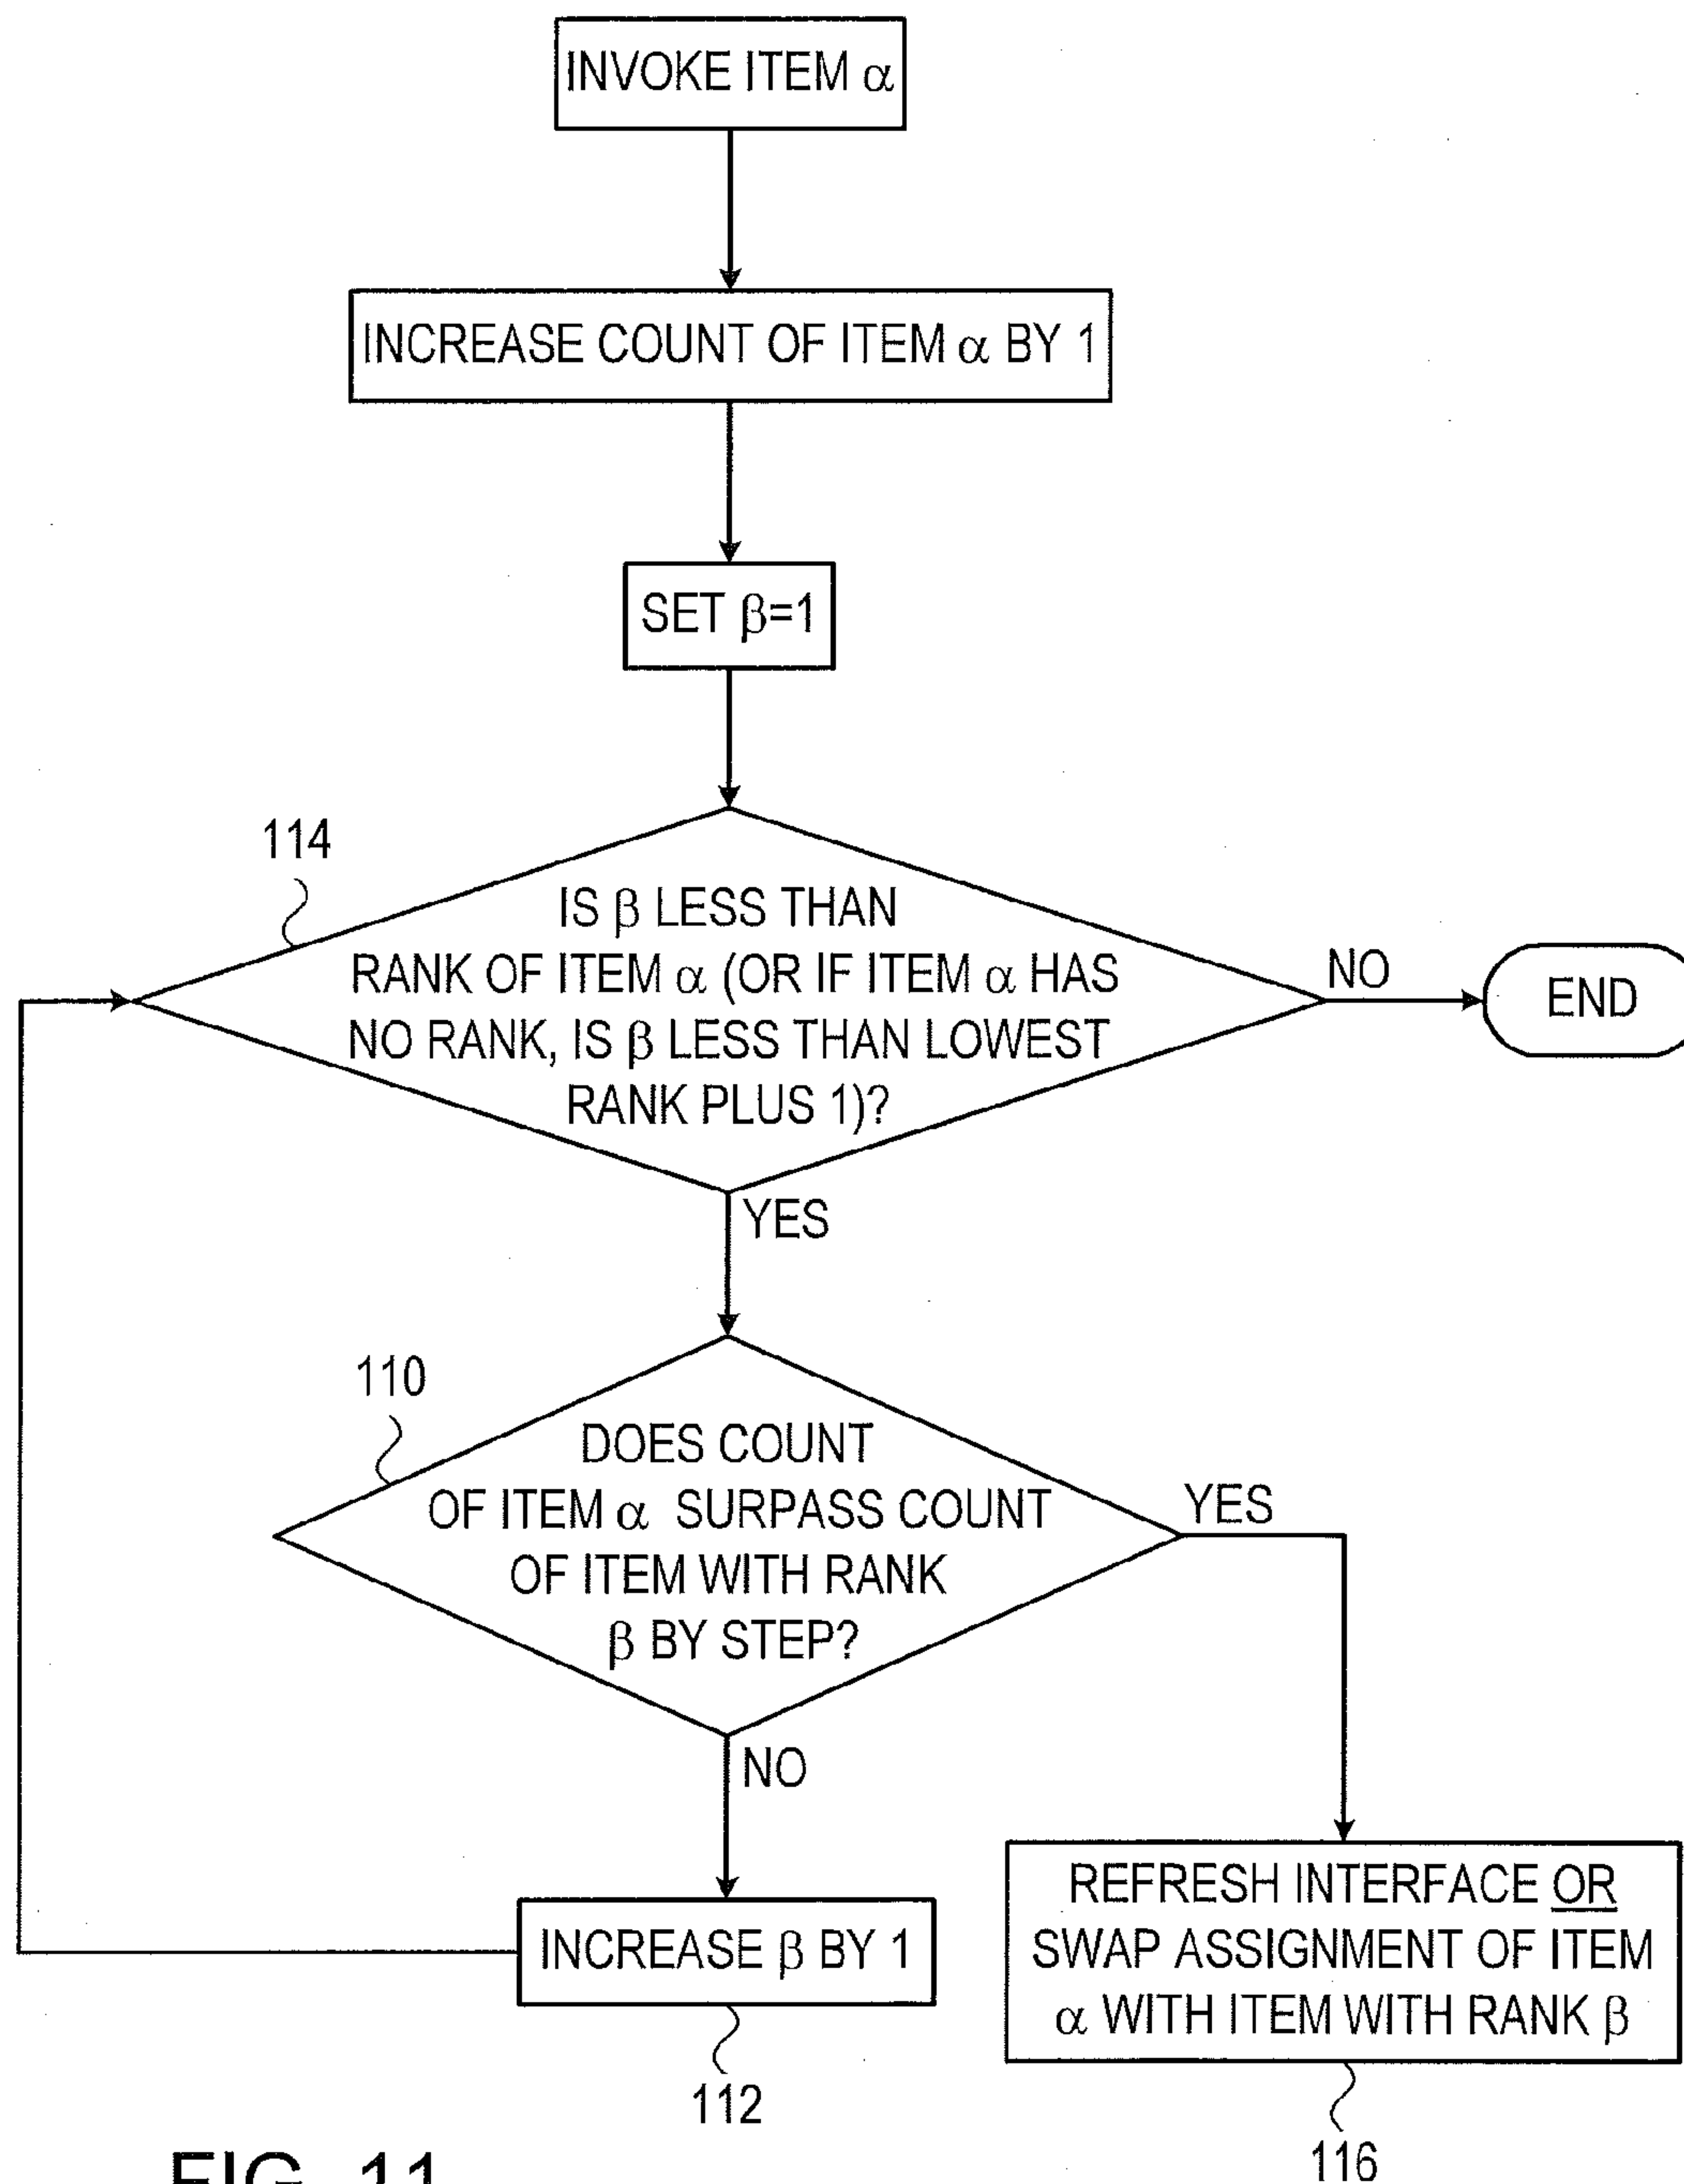 INVOKE ITEM α
INCREASE COUNT OF ITEM α BY 1
SET β=1
114
IS β LESS THAN
RANK OF ITEM α (OR IF ITEM α HAS
NO RANK, IS β LESS THAN LOWEST
RANK PLUS 1)?
NO
END
YES
110
DOES COUNT
OF ITEM α SURPASS COUNT
OF ITEM WITH RANK
β BY STEP?
YES
NO
INCREASE β BY 1
112
REFRESH INTERFACE OR
SWAP ASSIGNMENT OF ITEM
α WITH ITEM WITH RANK β
116
FIG. 11